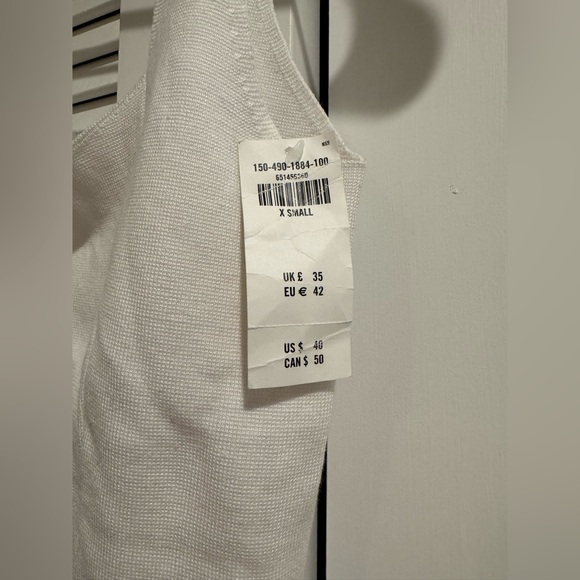 150-490-1884-100
X SMALL
UK £ 35
EU € 42
US $ 40
CAN $ 50